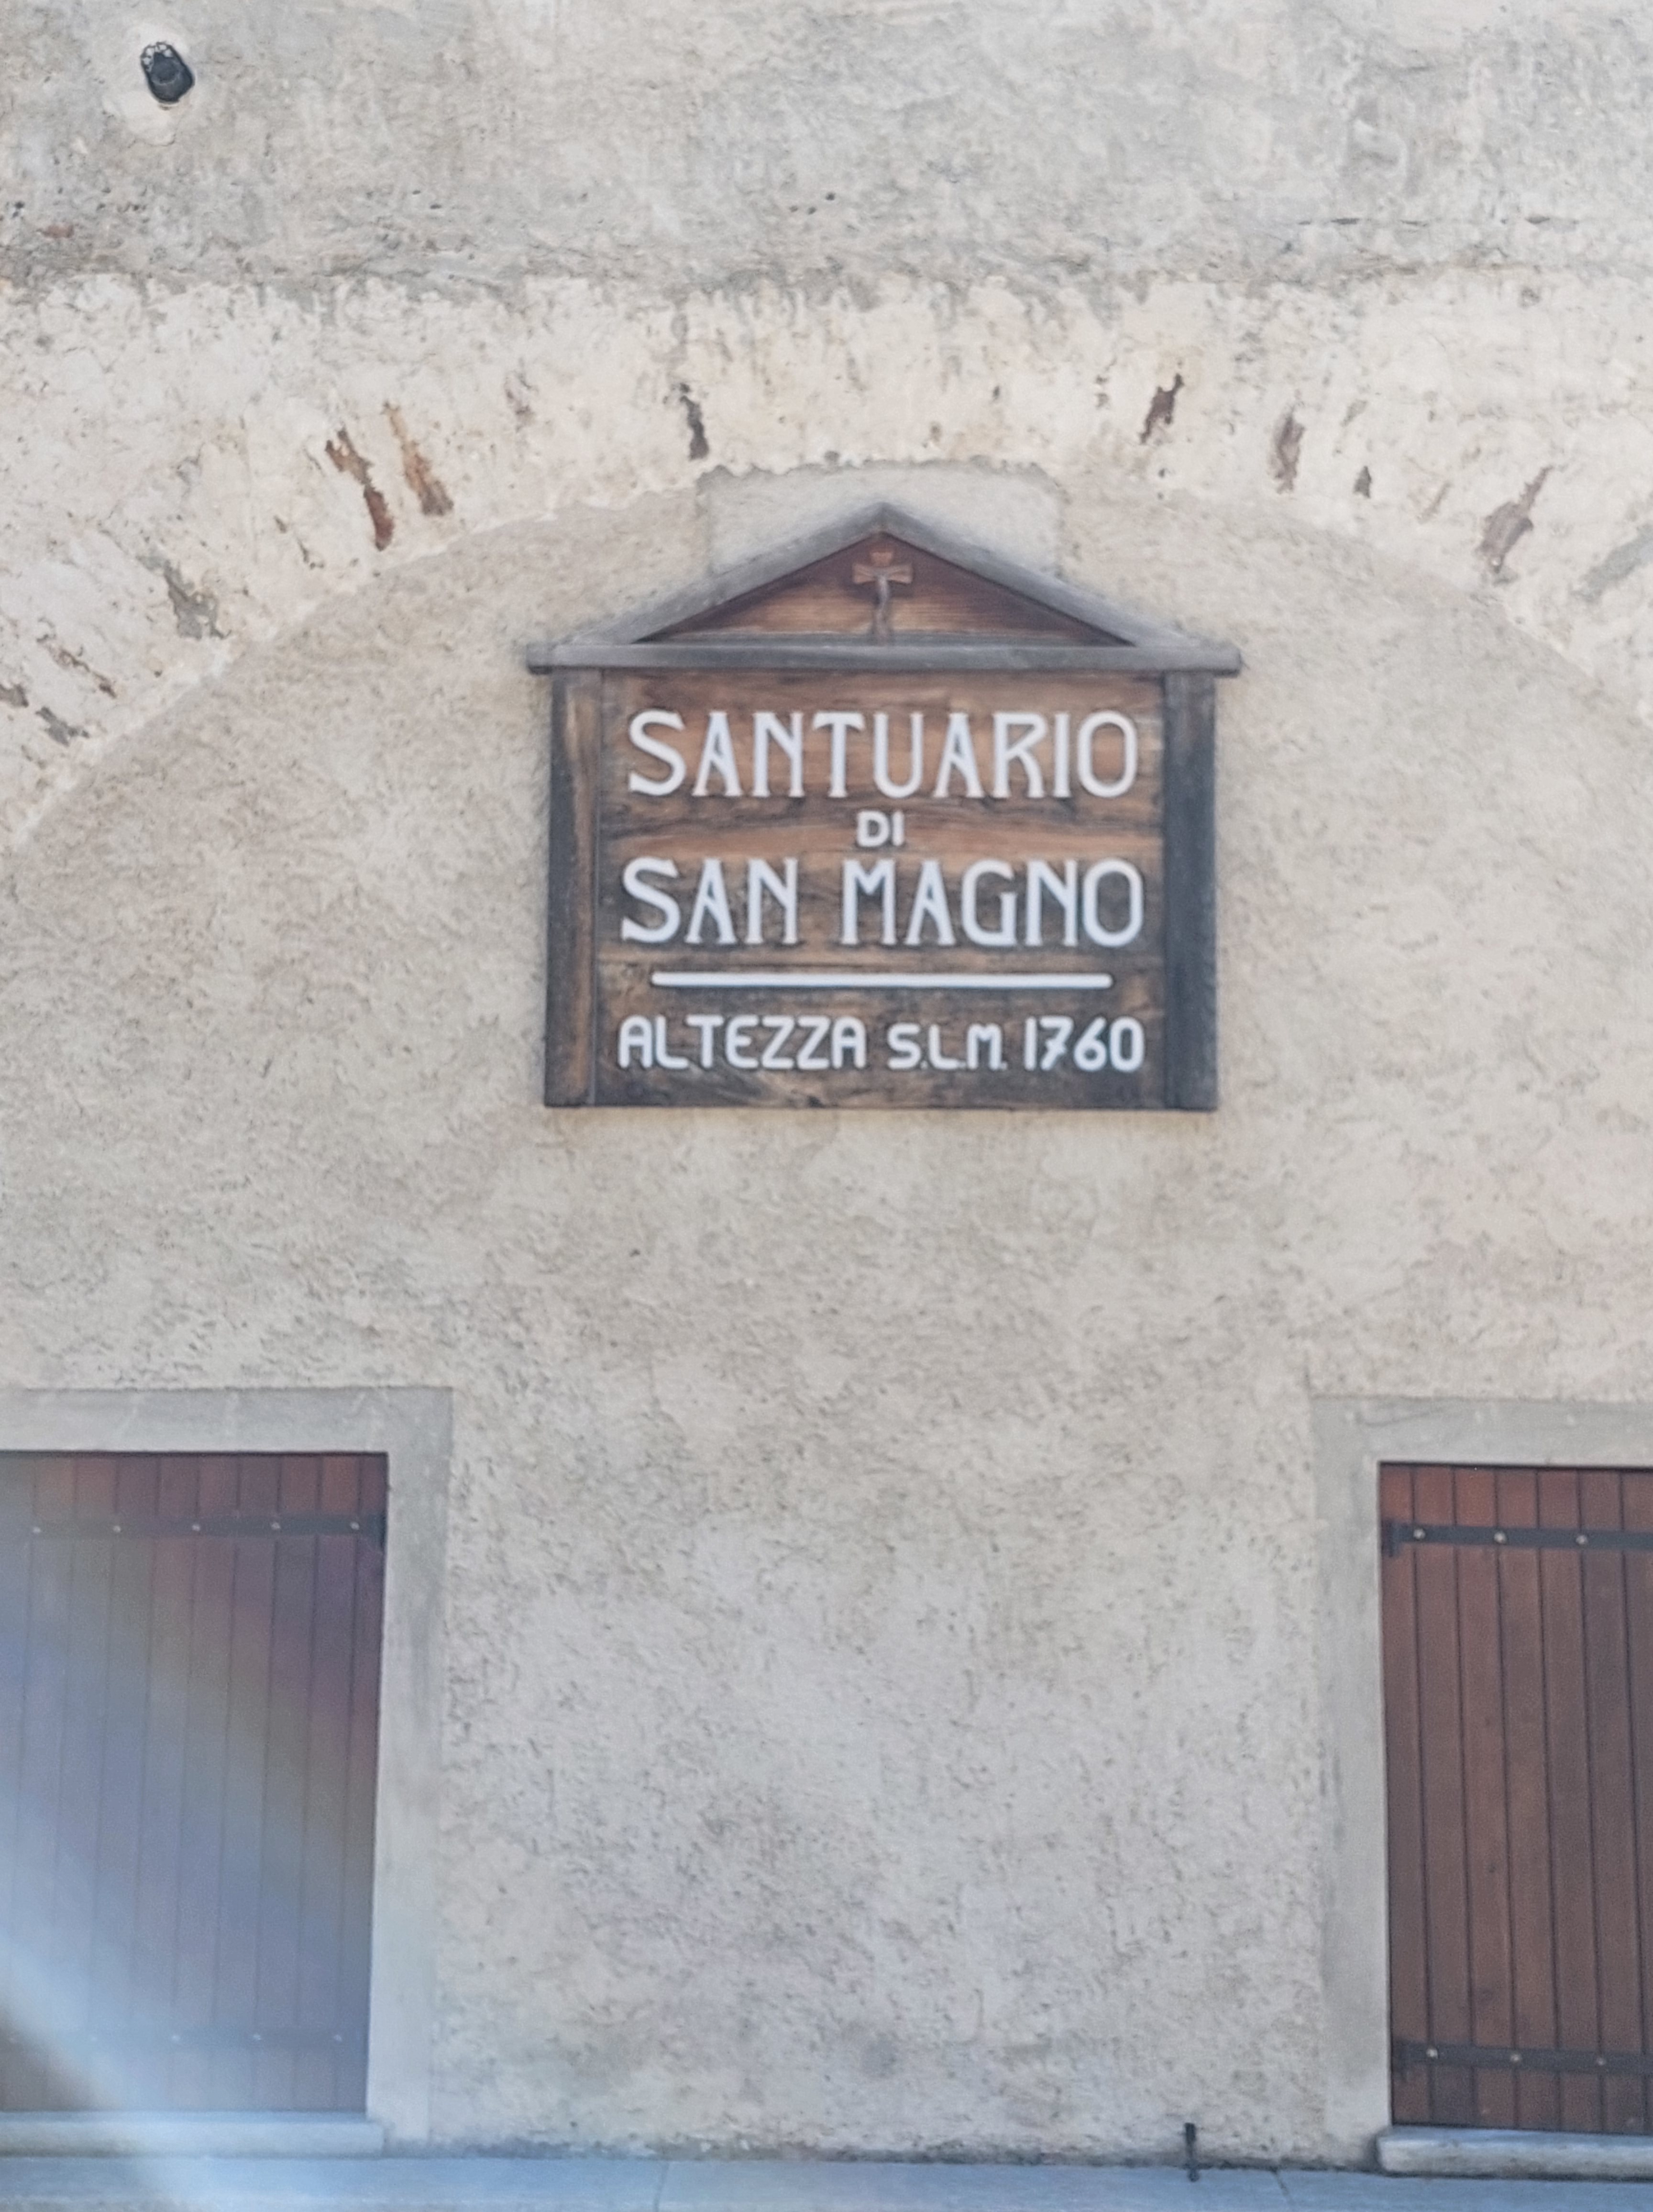 SANTUARIO
DI
SAN MAGNO
ALTEZZA S.L.M. 1760